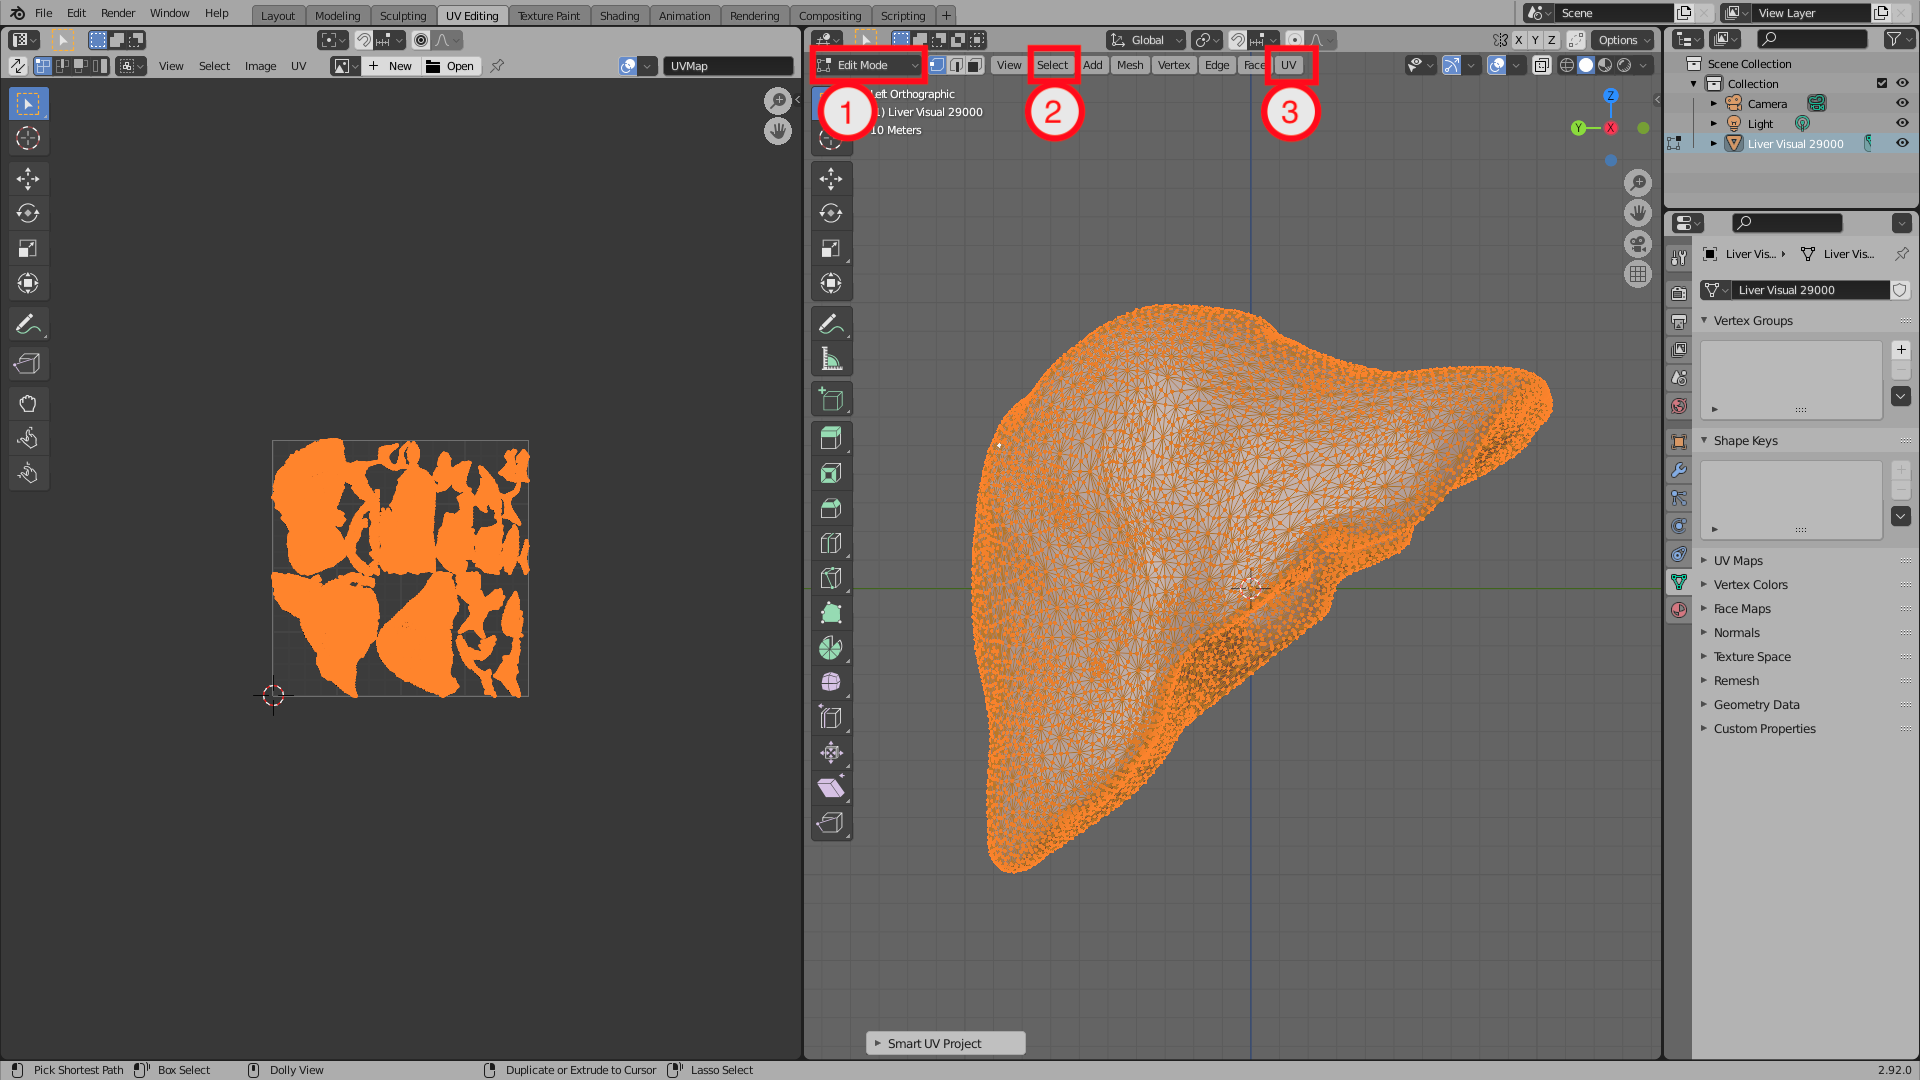 File Edit Render Window Help Layout Modeling Sculpting UV Editing Texture Paint Shading Animation Rendering Compositing Scripting + Scene View Layer
Global X Y Z Options
View Select Image UV New Open UVMap Edit Mode View Select Add Mesh Vertex Edge Face UV
1 2 3
Left Orthographic
) Liver Visual 29000
10 Meters
Z
Y X
Scene Collection
Collection
Camera
Light
Liver Visual 29000
Liver Vis... Liver Vis...
Liver Visual 29000
Vertex Groups
Shape Keys
UV Maps
Vertex Colors
Face Maps
Normals
Texture Space
Remesh
Geometry Data
Custom Properties
Smart UV Project
Pick Shortest Path Box Select Dolly View Duplicate or Extrude to Cursor Lasso Select 2.92.0